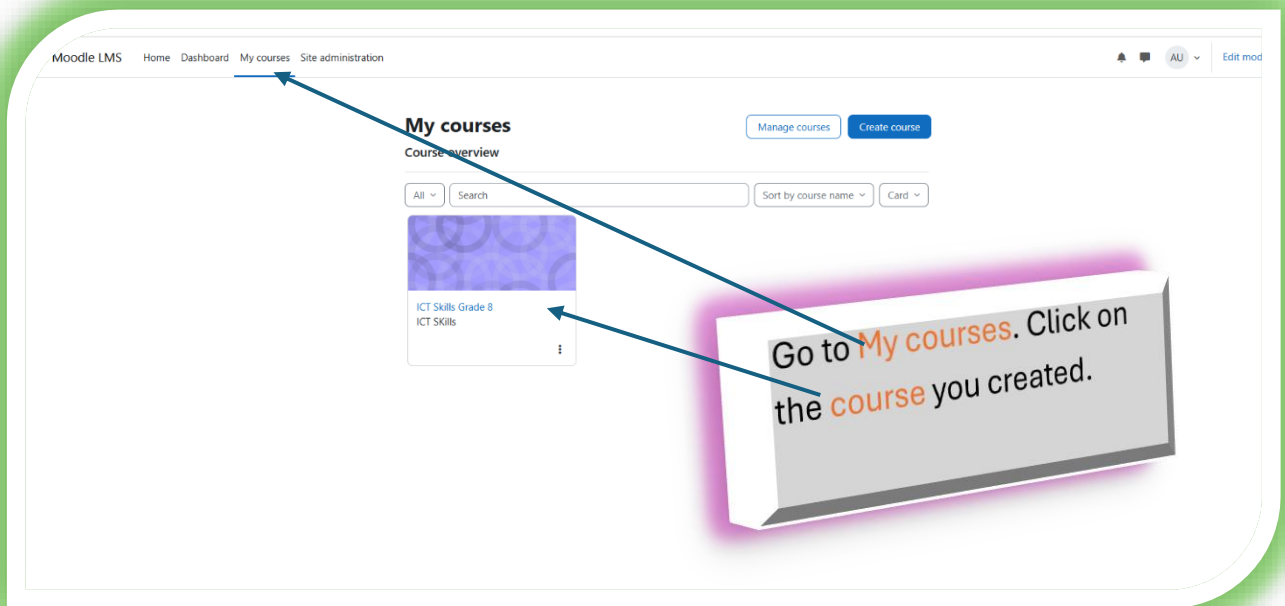 Moodle LMS Home Dashboard My courses Site administration AU Edit mod
My courses Manage courses Create course
Course overview
All Search Sort by course name Card
ICT Skills Grade 8
ICT SKills
Go to My courses. Click on
the course you created.